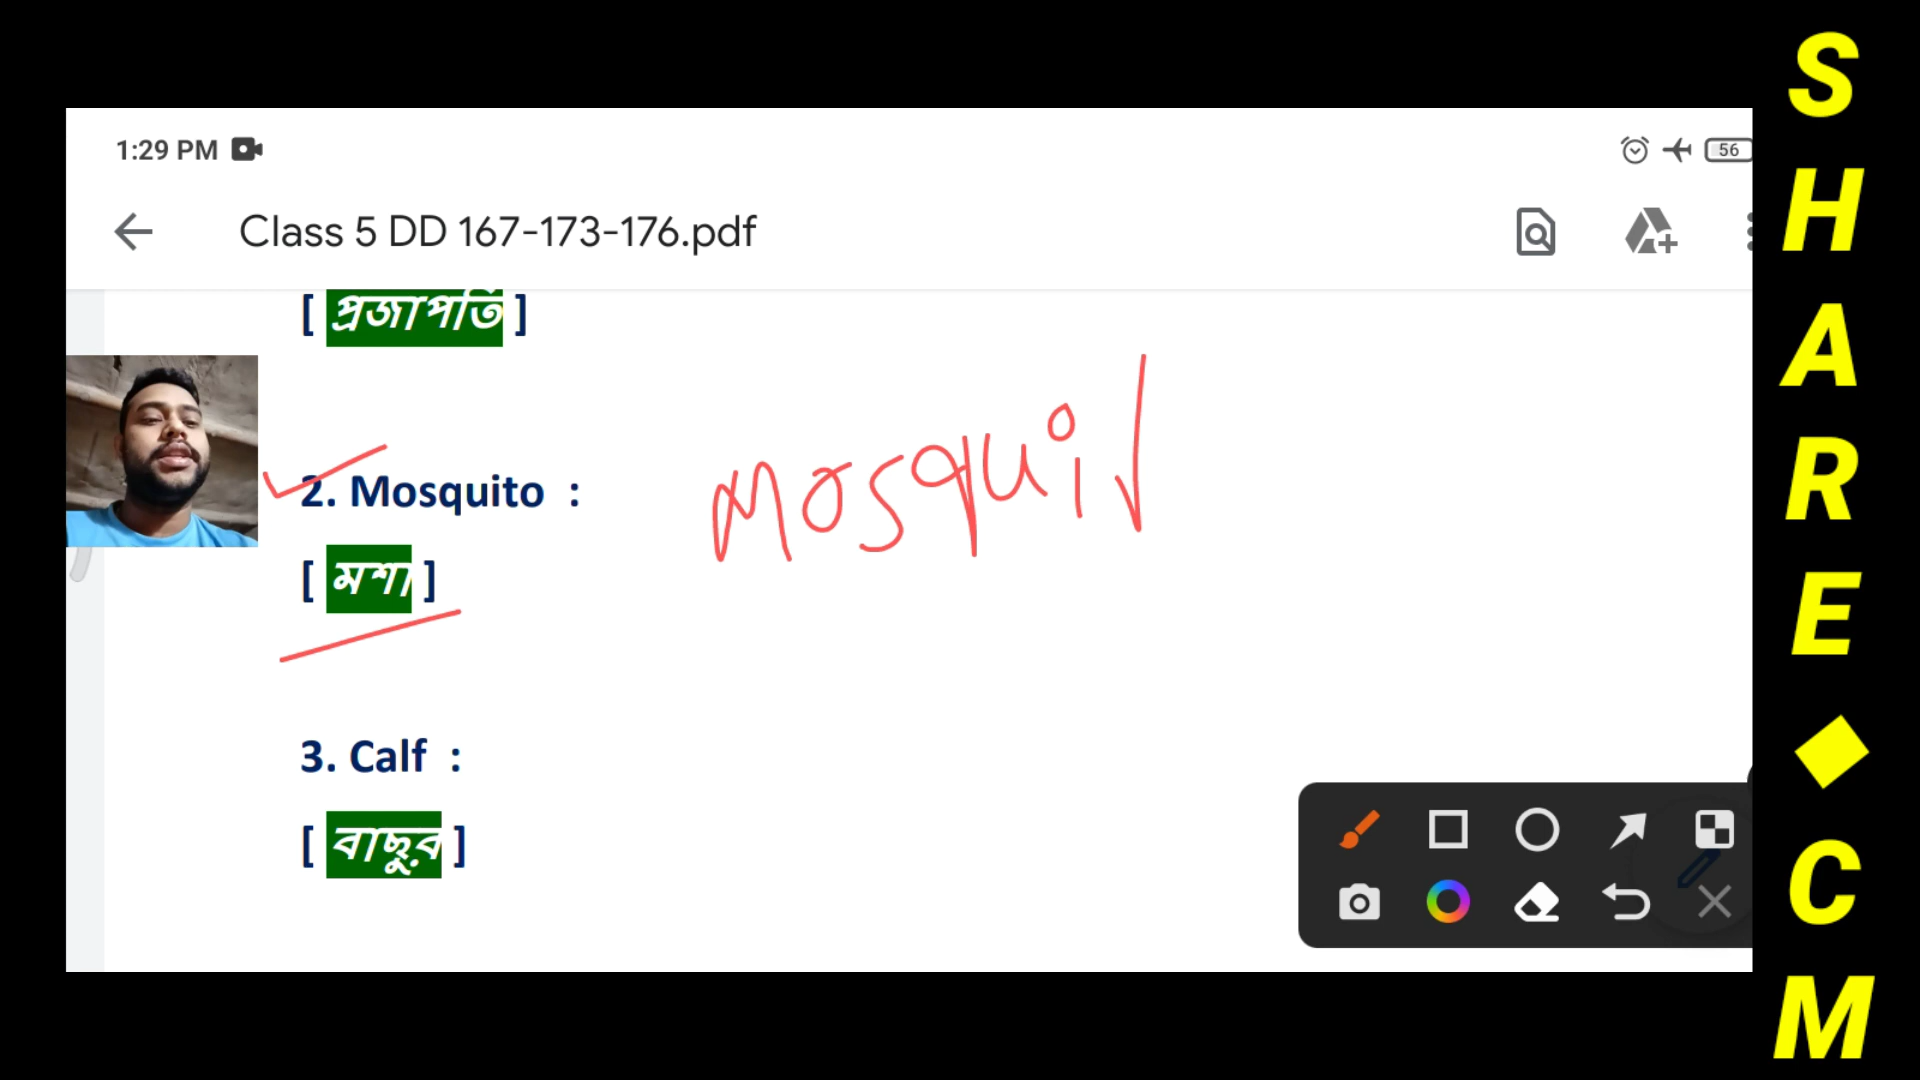 1:29 PM
56
Class 5 DD 167-173-176.pdf
[ প্রজাপতি ]
2. Mosquito :
mosquit
[ মশা ]
3. Calf :
[ বাছুর ]
SHARE◆CM